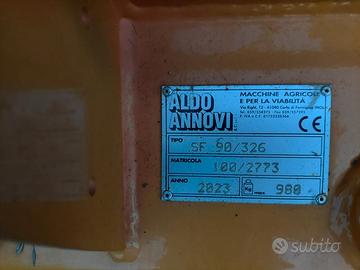 ALDO
ANNOVI
MACCHINE AGRICOLE
E PER LA VIABILITÀ
TIPO
SF 90/326
MATRICOLA
100/2773
ANNO
2023
Kg
980
CE
subito